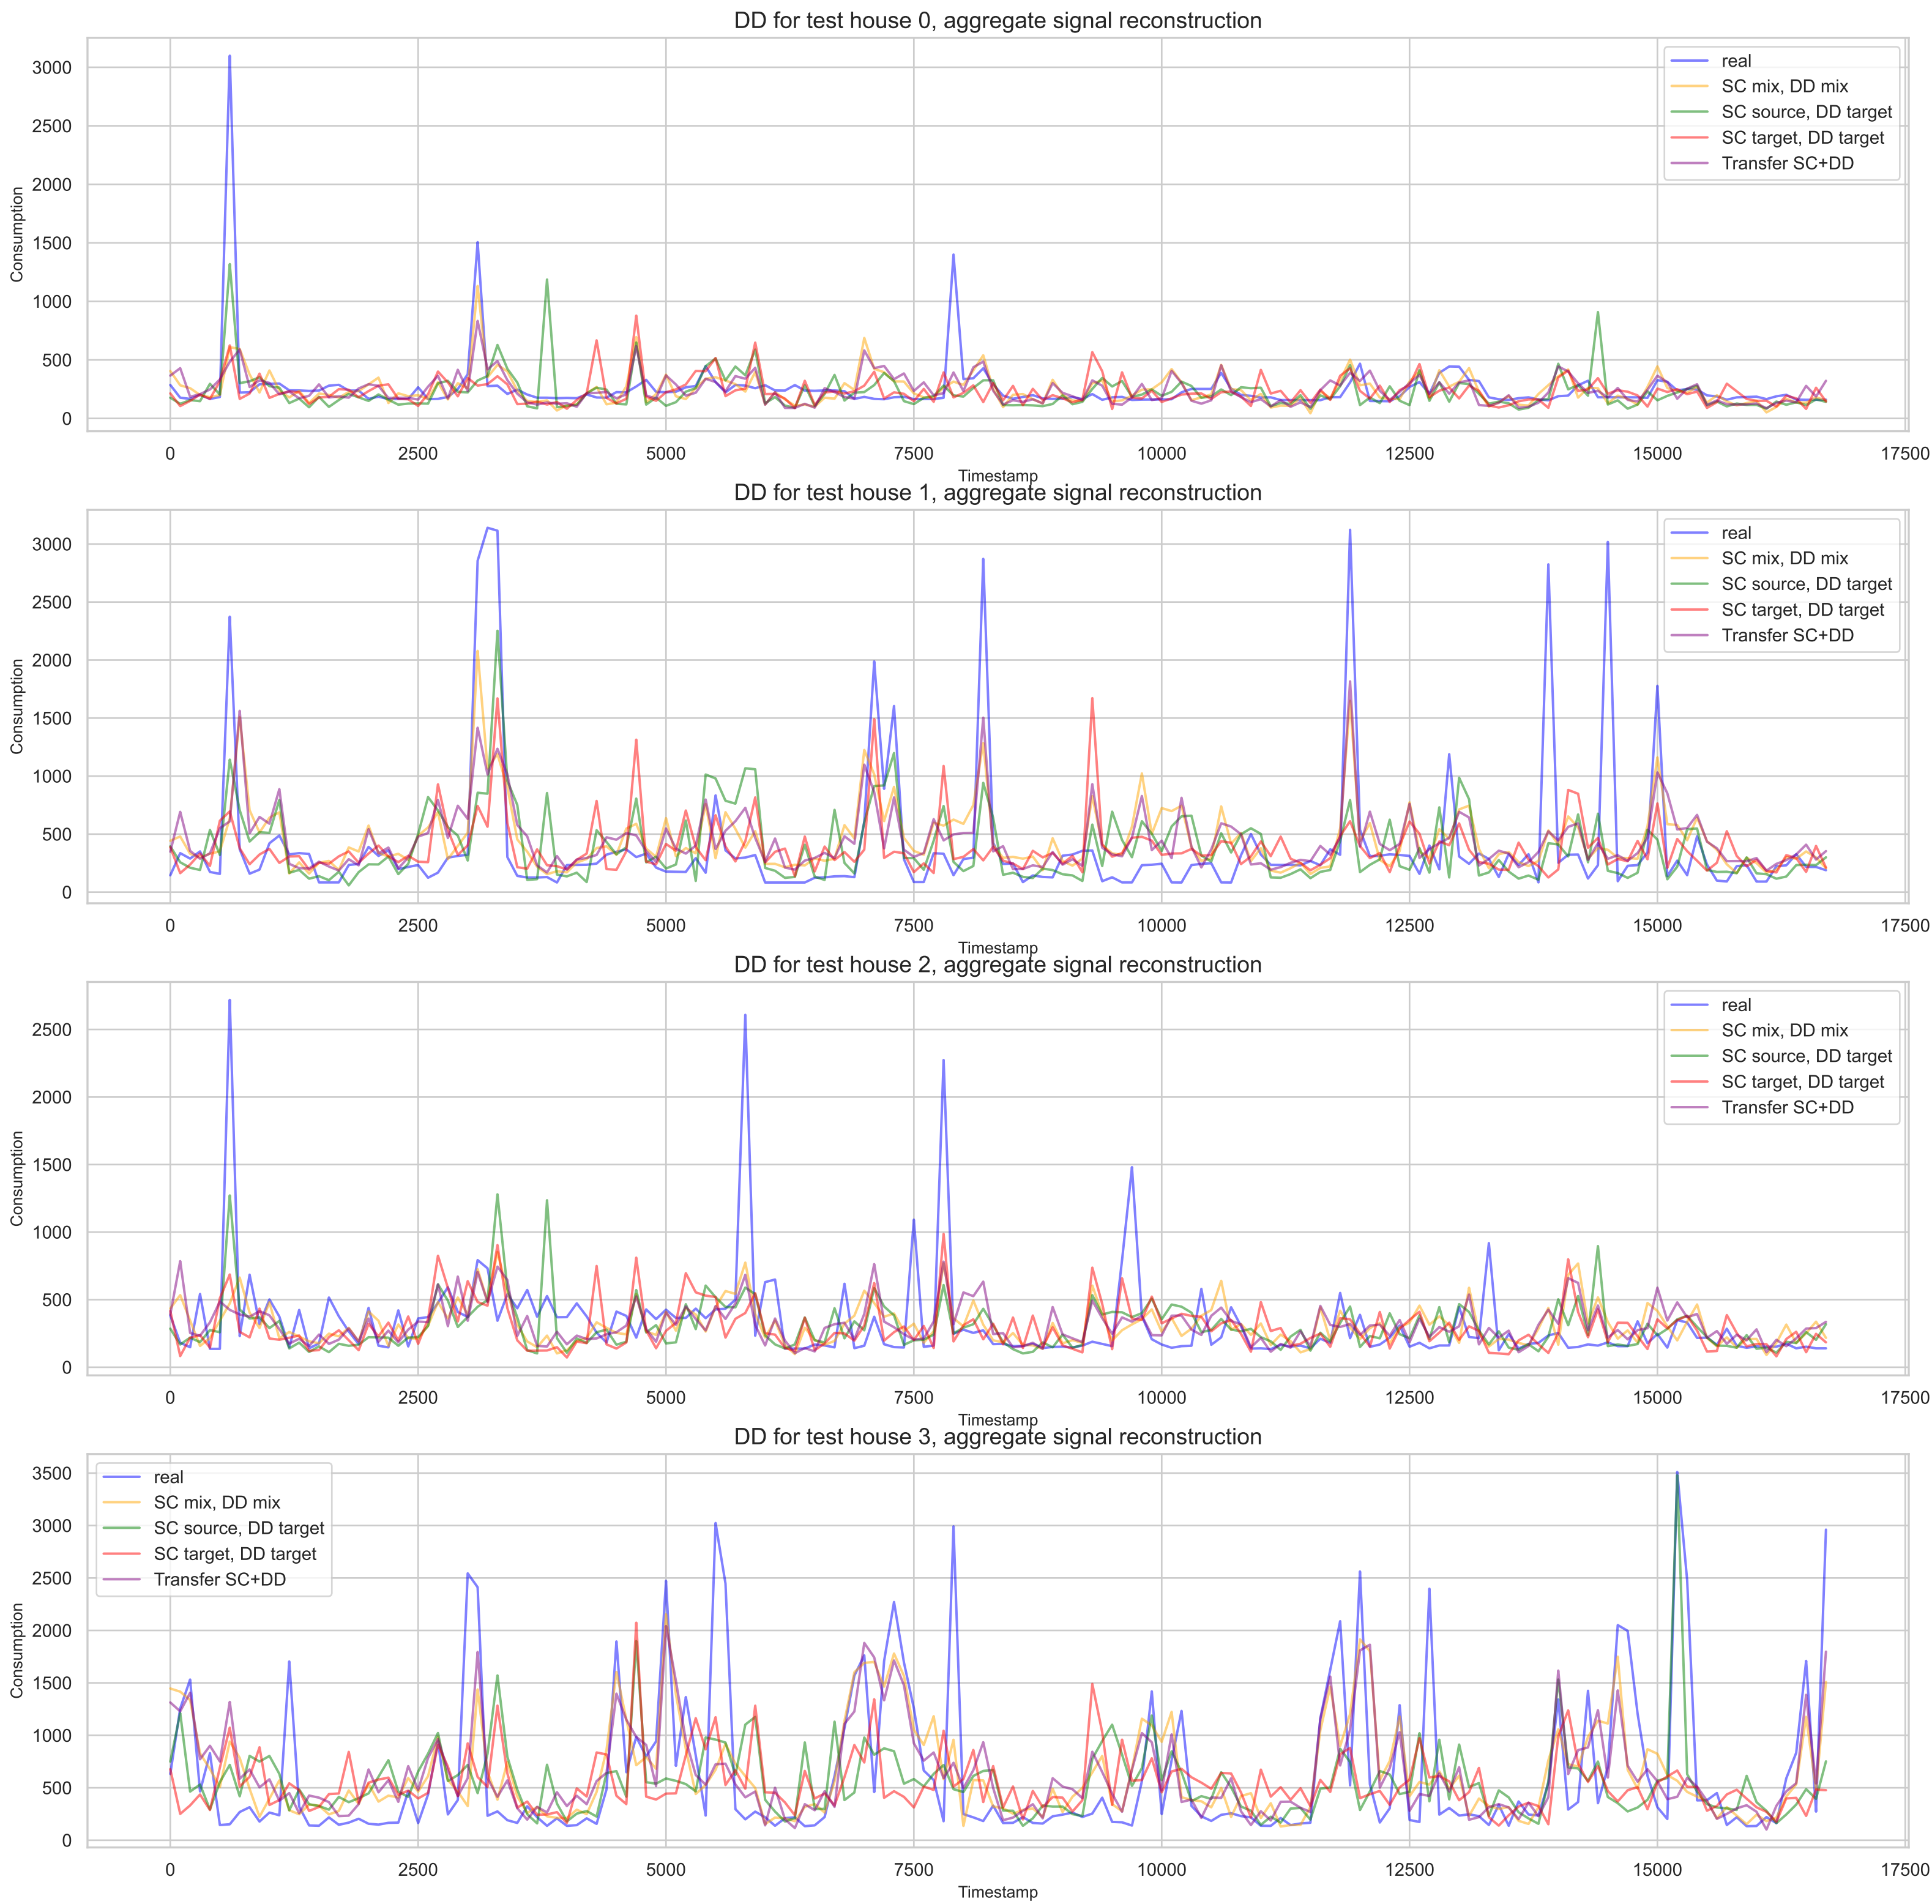 DD for test house 0, aggregate signal reconstruction
3000
2500
2000
1500
1000
500
0
Consumption
real
SC mix, DD mix
SC source, DD target
SC target, DD target
Transfer SC+DD
0 2500 5000 7500 10000 12500 15000 17500
Timestamp
DD for test house 1, aggregate signal reconstruction
3000
2500
2000
1500
1000
500
0
Consumption
real
SC mix, DD mix
SC source, DD target
SC target, DD target
Transfer SC+DD
0 2500 5000 7500 10000 12500 15000 17500
Timestamp
DD for test house 2, aggregate signal reconstruction
2500
2000
1500
1000
500
0
Consumption
real
SC mix, DD mix
SC source, DD target
SC target, DD target
Transfer SC+DD
0 2500 5000 7500 10000 12500 15000 17500
Timestamp
DD for test house 3, aggregate signal reconstruction
3500
3000
2500
2000
1500
1000
500
0
Consumption
real
SC mix, DD mix
SC source, DD target
SC target, DD target
Transfer SC+DD
0 2500 5000 7500 10000 12500 15000 17500
Timestamp